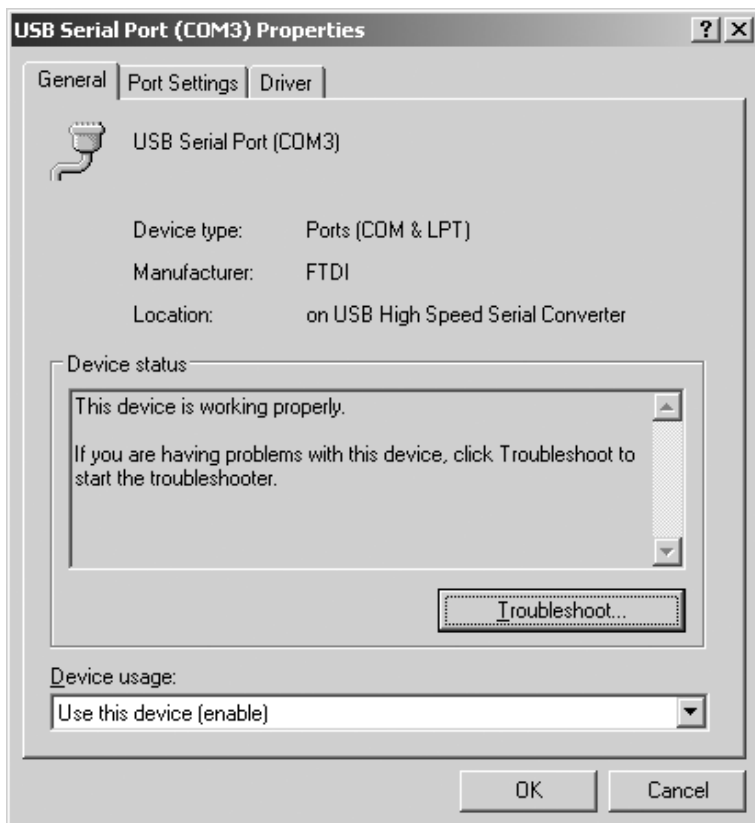 USB Serial Port (COM3) Properties
? X
General Port Settings Driver
USB Serial Port (COM3)
Device type: Ports (COM & LPT)
Manufacturer: FTDI
Location: on USB High Speed Serial Converter
Device status
This device is working properly.
If you are having problems with this device, click Troubleshoot to
start the troubleshooter.
Troubleshoot...
Device usage:
Use this device (enable)
OK Cancel